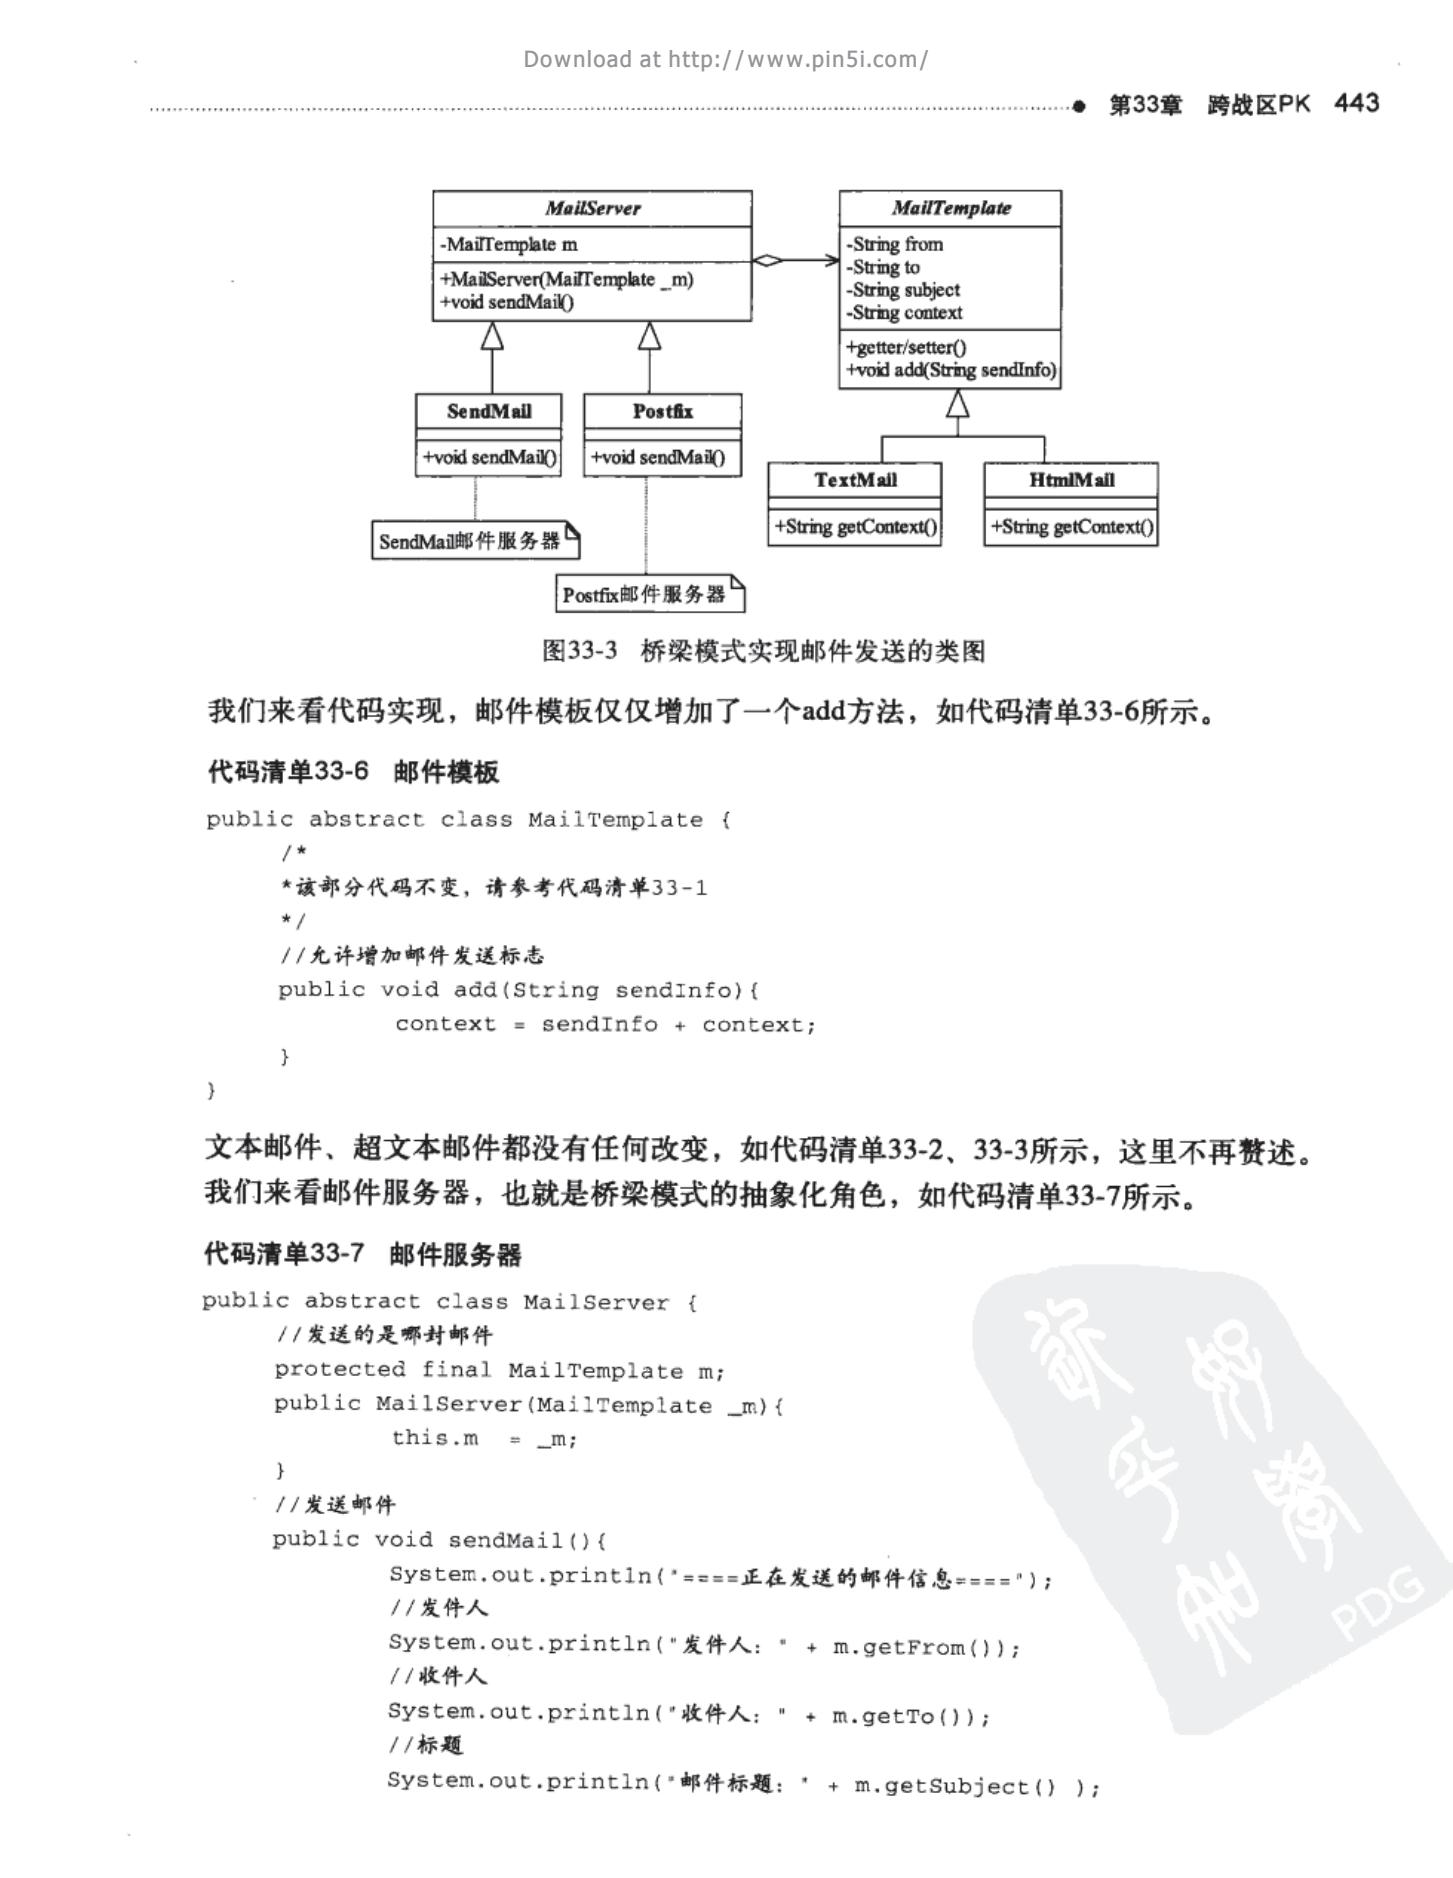 Download at http://www.pin5i.com/
第33章 跨战区PK 443
MailServer
-MailTemplate m
+MailServer(MailTemplate _m)
+void sendMail()
MailTemplate
-String from
-String to
-String subject
-String context
+getter/setter()
+void add(String sendInfo)
SendMail
+void sendMail()
Postfix
+void sendMail()
TextMail
+String getContext()
HtmlMail
+String getContext()
SendMail邮件服务器
Postfix邮件服务器
图33-3 桥梁模式实现邮件发送的类图
我们来看代码实现，邮件模板仅仅增加了一个add方法，如代码清单33-6所示。
代码清单33-6 邮件模板
public abstract class MailTemplate {
/*
*该部分代码不变，请参考代码清单33-1
*/
//允许增加邮件发送标志
public void add(String sendInfo){
context = sendInfo + context;
}
}
文本邮件、超文本邮件都没有任何改变，如代码清单33-2、33-3所示，这里不再赘述。
我们来看邮件服务器，也就是桥梁模式的抽象化角色，如代码清单33-7所示。
代码清单33-7 邮件服务器
public abstract class MailServer {
//发送的是哪封邮件
protected final MailTemplate m;
public MailServer(MailTemplate _m){
this.m = _m;
}
//发送邮件
public void sendMail(){
System.out.println("====正在发送的邮件信息====");
//发件人
System.out.println("发件人：" + m.getFrom());
//收件人
System.out.println("收件人：" + m.getTo());
//标题
System.out.println("邮件标题：" + m.getSubject() );
PDG